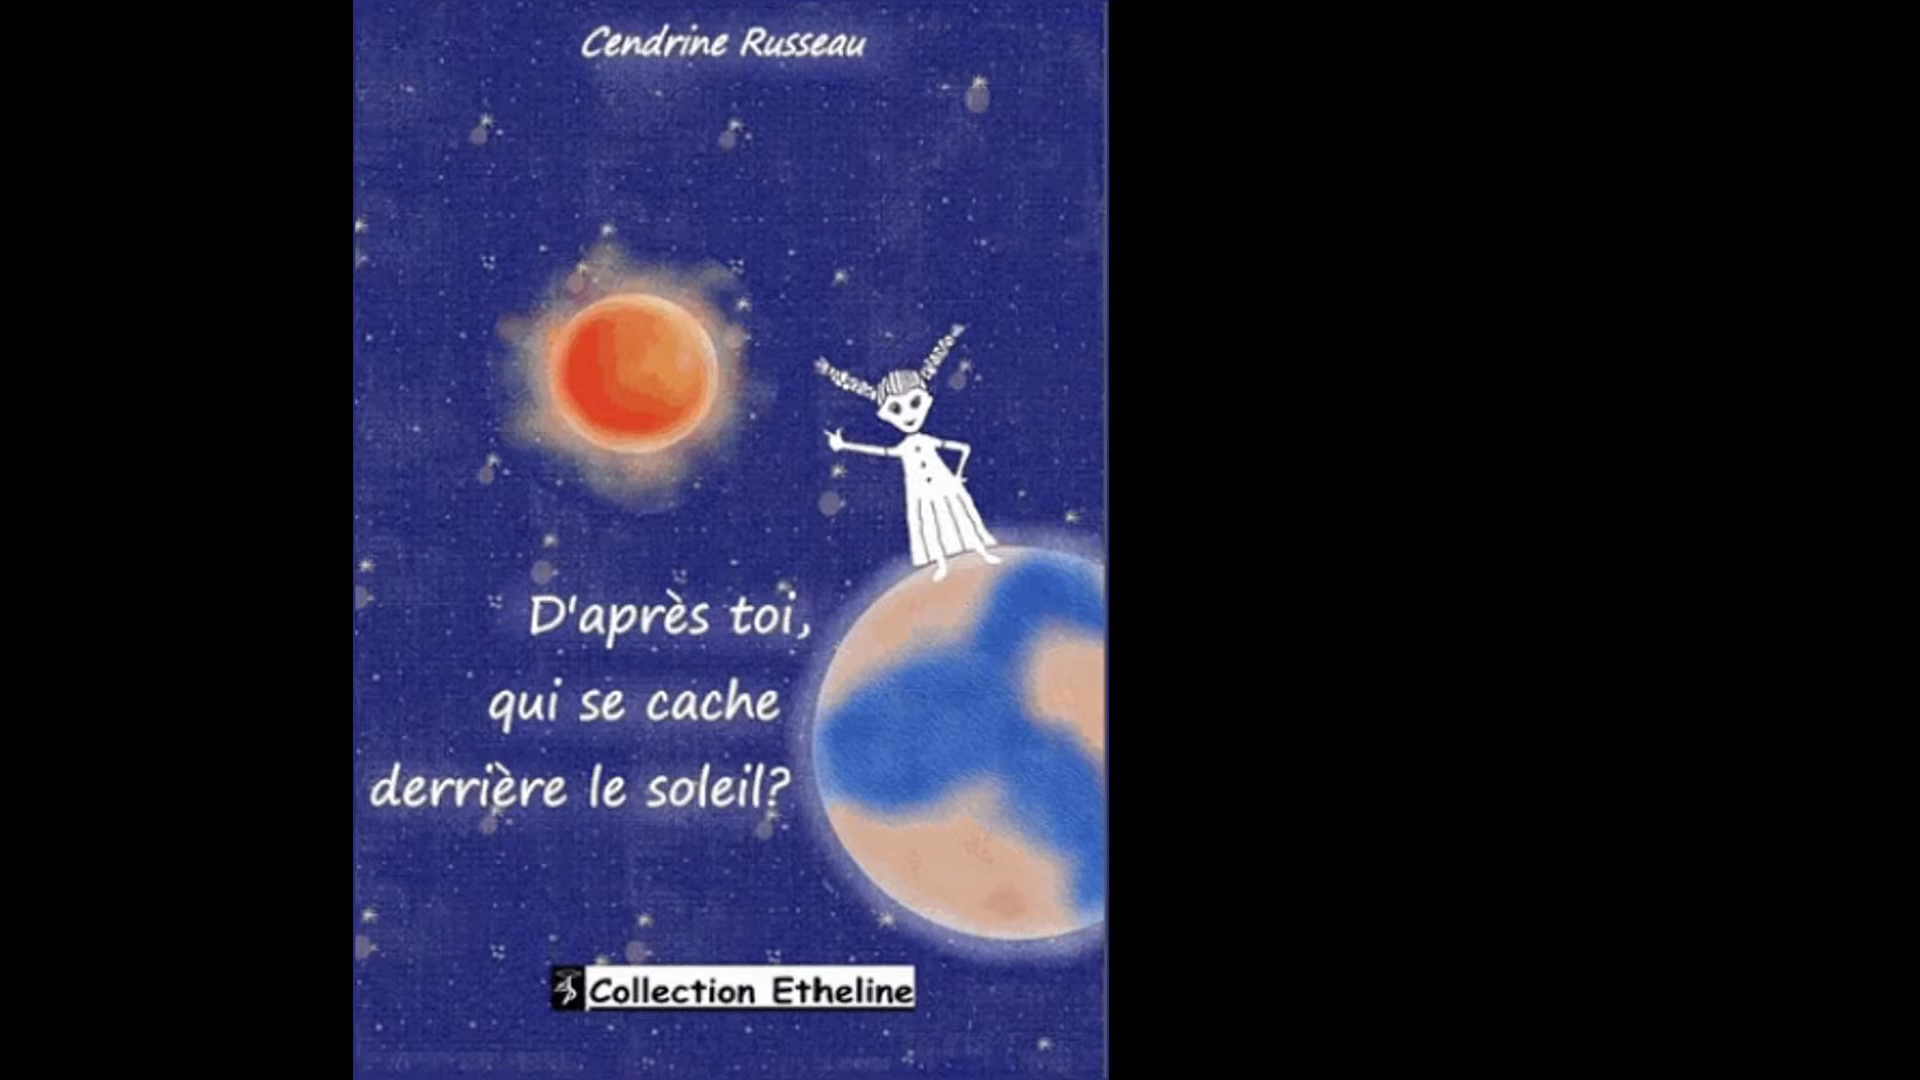 Cendrine Russeau
D'après toi,
qui se cache
derrière le soleil?
Collection Etheline